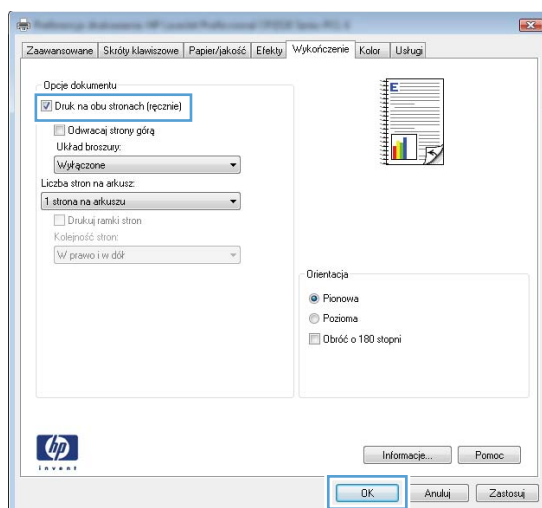 Zaawansowane Skróty klawiszowe Papier/jakość Efekty Wykończenie Kolor Usługi
Opcje dokumentu
Druk na obu stronach (ręcznie)
Odwracaj strony górą
Układ broszury:
Wyłączone
Liczba stron na arkusz:
1 strona na arkuszu
Drukuj ramki stron
Kolejność stron:
W prawo i w dół
E
Orientacja
Pionowa
Pozioma
Obróć o 180 stopni
hp
invent
Informacje... Pomoc
OK Anuluj Zastosuj